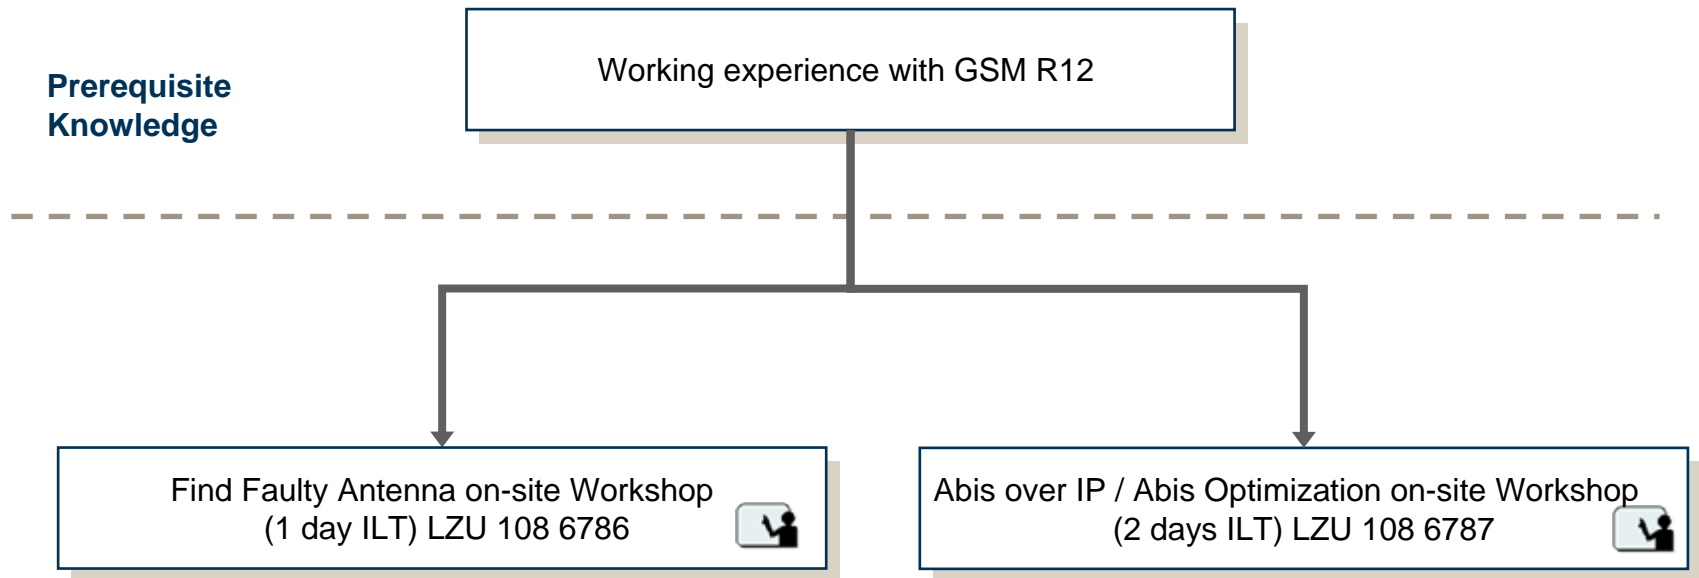 Prerequisite
Knowledge
Working experience with GSM R12
Find Faulty Antenna on-site Workshop
(1 day ILT) LZU 108 6786
Abis over IP / Abis Optimization on-site Workshop
(2 days ILT) LZU 108 6787